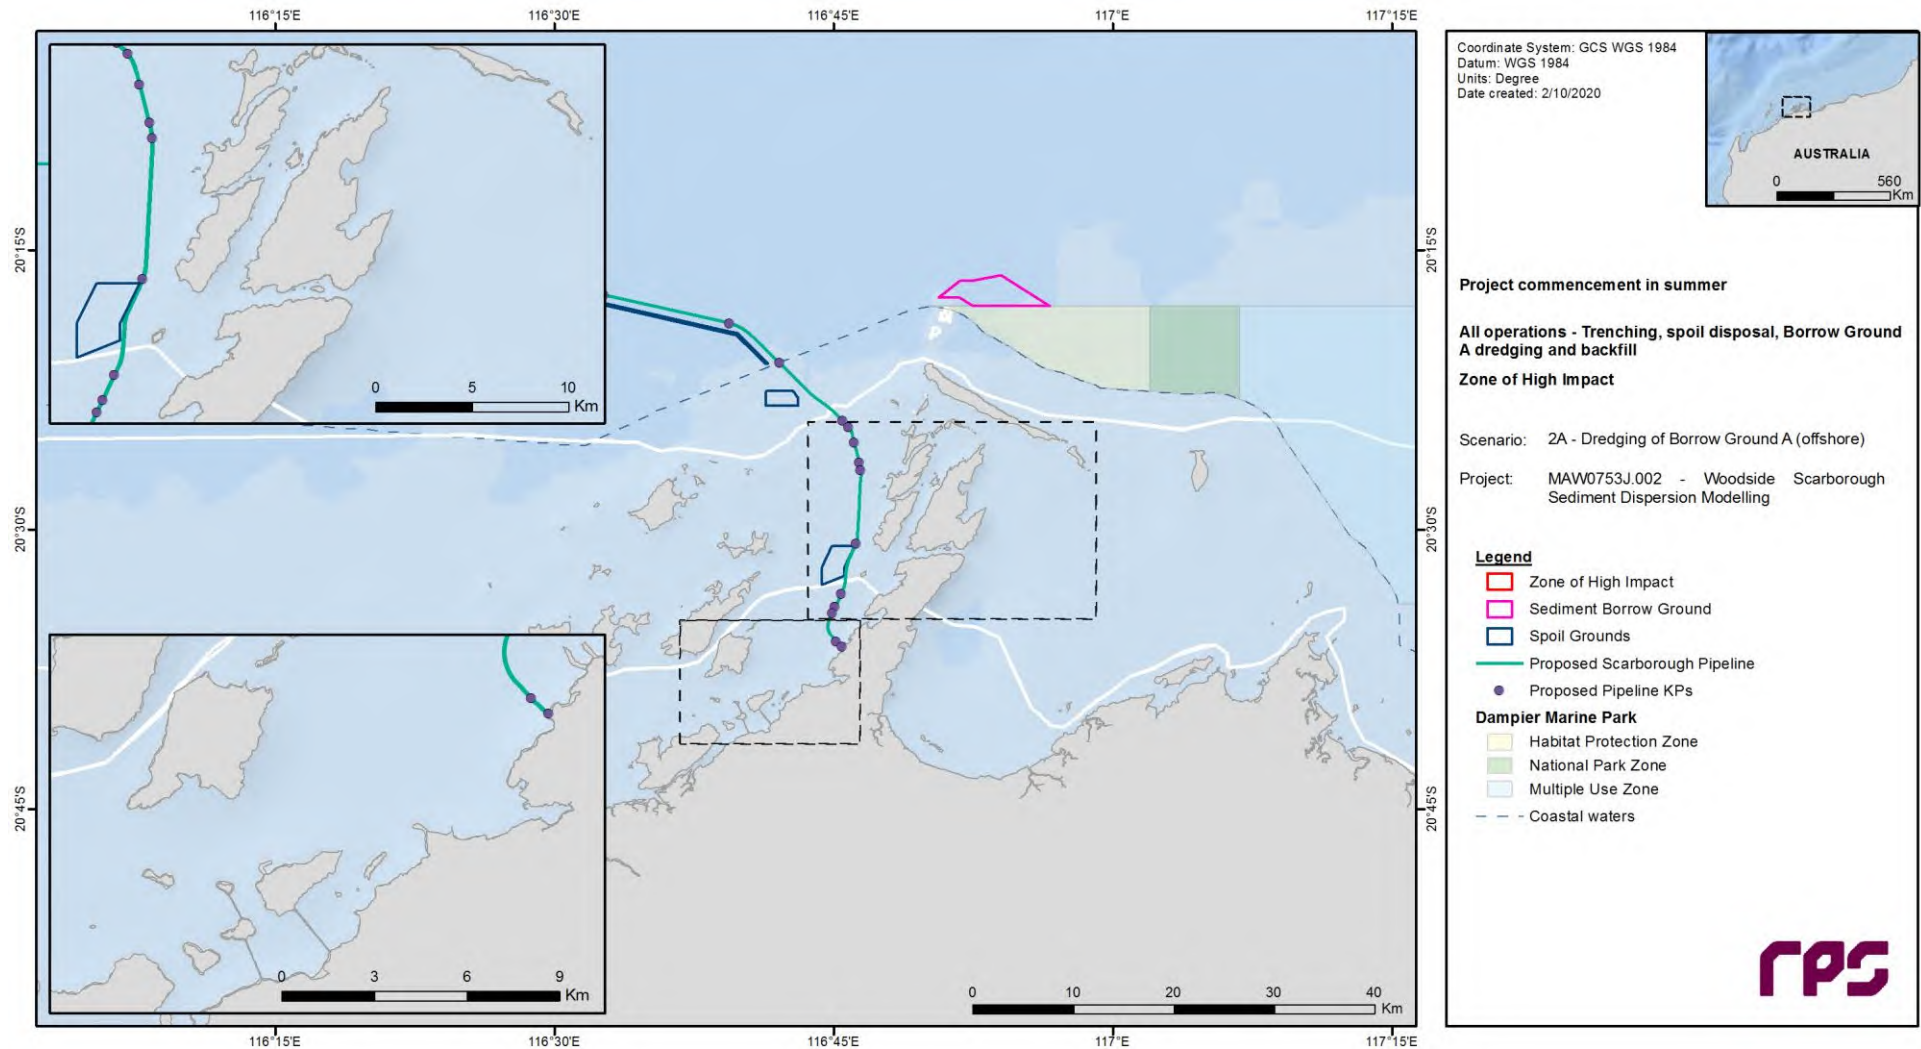 116°15'E
116°30'E
116°45'E
117°E
117°15'E
20°15'S
20°30'S
20°45'S
0 5 10
Km
0 3 6 9
Km
0 10 20 30 40
Km
20°15'S
20°30'S
20°45'S
116°15'E
116°30'E
116°45'E
117°E
117°15'E
Coordinate System: GCS WGS 1984
Datum: WGS 1984
Units: Degree
Date created: 2/10/2020
AUSTRALIA
0 560
Km
Project commencement in summer
All operations - Trenching, spoil disposal, Borrow Ground
A dredging and backfill
Zone of High Impact
Scenario: 2A - Dredging of Borrow Ground A (offshore)
Project: MAW0753J.002 - Woodside Scarborough
Sediment Dispersion Modelling
Legend
Zone of High Impact
Sediment Borrow Ground
Spoil Grounds
Proposed Scarborough Pipeline
Proposed Pipeline KPs
Dampier Marine Park
Habitat Protection Zone
National Park Zone
Multiple Use Zone
Coastal waters
rps